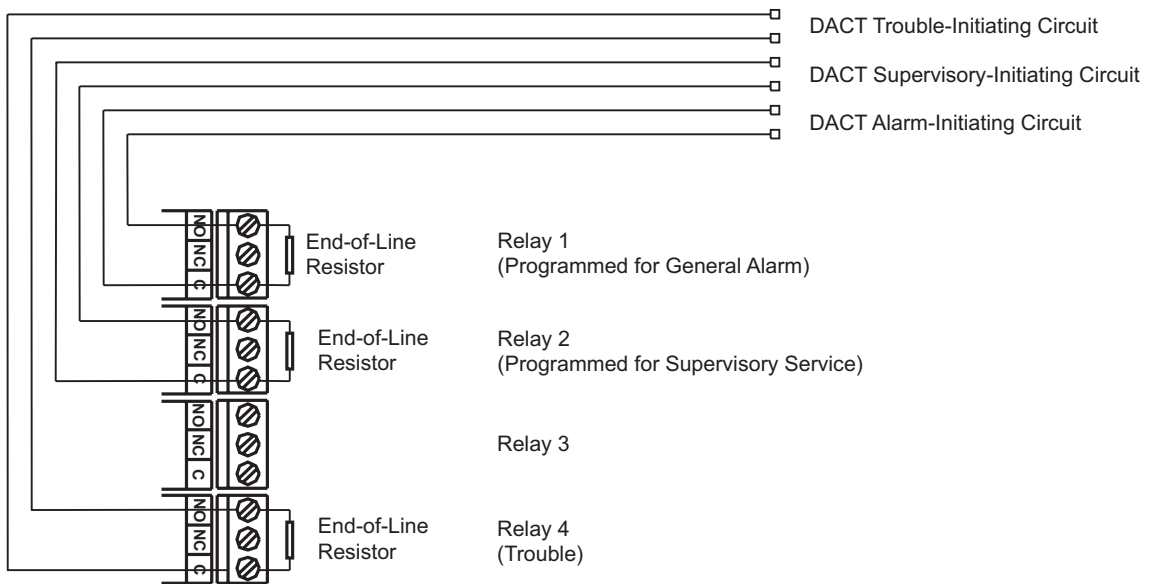 DACT Trouble-Initiating Circuit
DACT Supervisory-Initiating Circuit
DACT Alarm-Initiating Circuit
NO
NC
C
End-of-Line
Resistor
Relay 1
(Programmed for General Alarm)
NO
NC
C
End-of-Line
Resistor
Relay 2
(Programmed for Supervisory Service)
NO
NC
C
Relay 3
NO
NC
C
End-of-Line
Resistor
Relay 4
(Trouble)